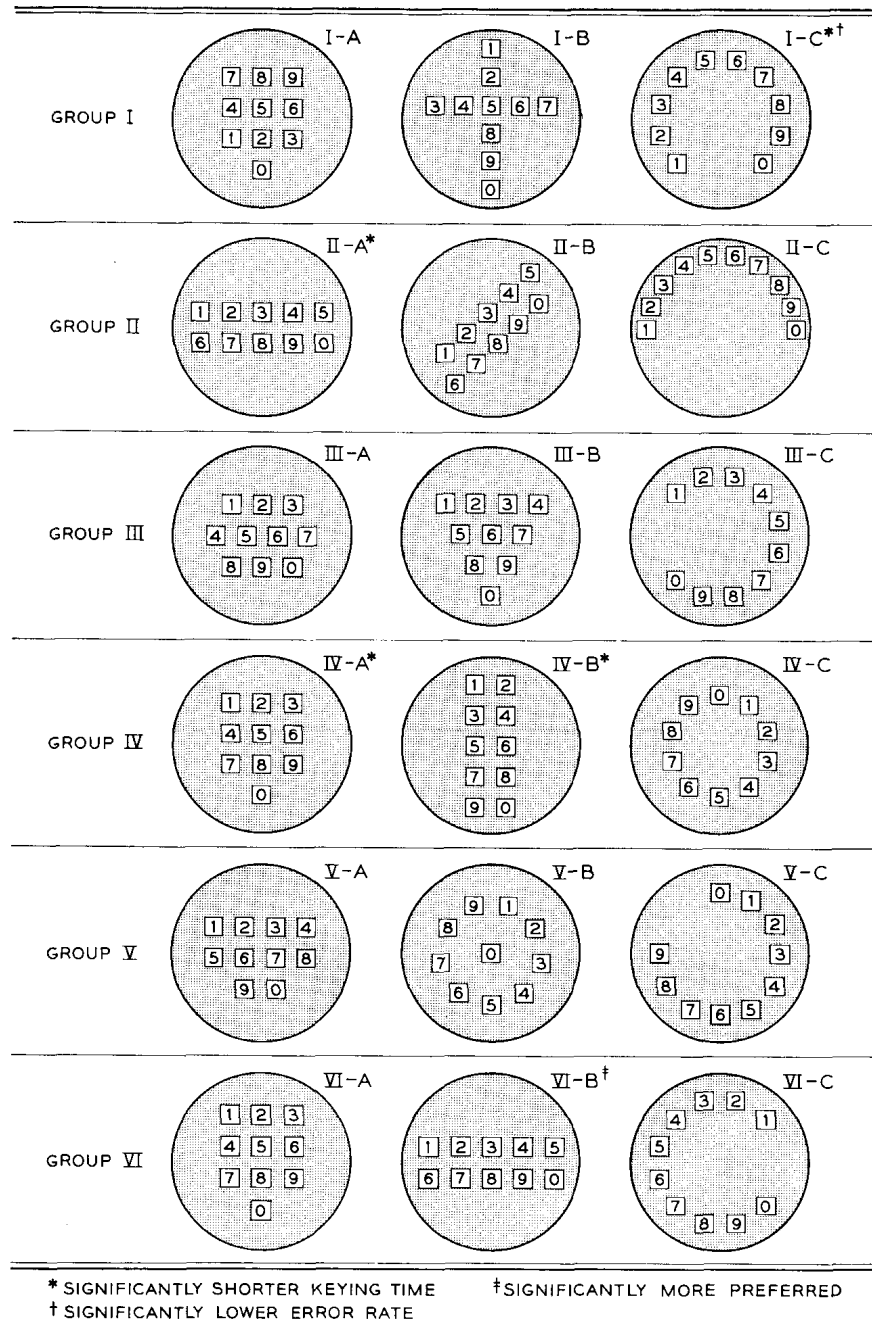 I-A I-B I-C*†
GROUP I
7 8 9
4 5 6
1 2 3
0
1
2
3 4 5 6 7
8
9
0
5 6
4 7
3 8
2 9
1 0
II-A* II-B II-C
GROUP II
1 2 3 4 5
6 7 8 9 0
5
4 0
3 9
2 8
1 7
6
5 6
4 7
3 8
2 9
1 0
III-A III-B III-C
GROUP III
1 2 3
4 5 6 7
8 9 0
1 2 3 4
5 6 7
8 9
0
2 3
1 4
5
6
0 7
9 8
IV-A* IV-B* IV-C
GROUP IV
1 2 3
4 5 6
7 8 9
0
1 2
3 4
5 6
7 8
9 0
0
9 1
8 2
7 3
6 4
5
V-A V-B V-C
GROUP V
1 2 3 4
5 6 7 8
9 0
9 1
8 2
0
7 3
6 4
5
0 1
2
9 3
8 4
7 6 5
VI-A VI-B‡ VI-C
GROUP VI
1 2 3
4 5 6
7 8 9
0
1 2 3 4 5
6 7 8 9 0
3 2
4 1
5
6
7 0
8 9
* SIGNIFICANTLY SHORTER KEYING TIME ‡ SIGNIFICANTLY MORE PREFERRED
† SIGNIFICANTLY LOWER ERROR RATE